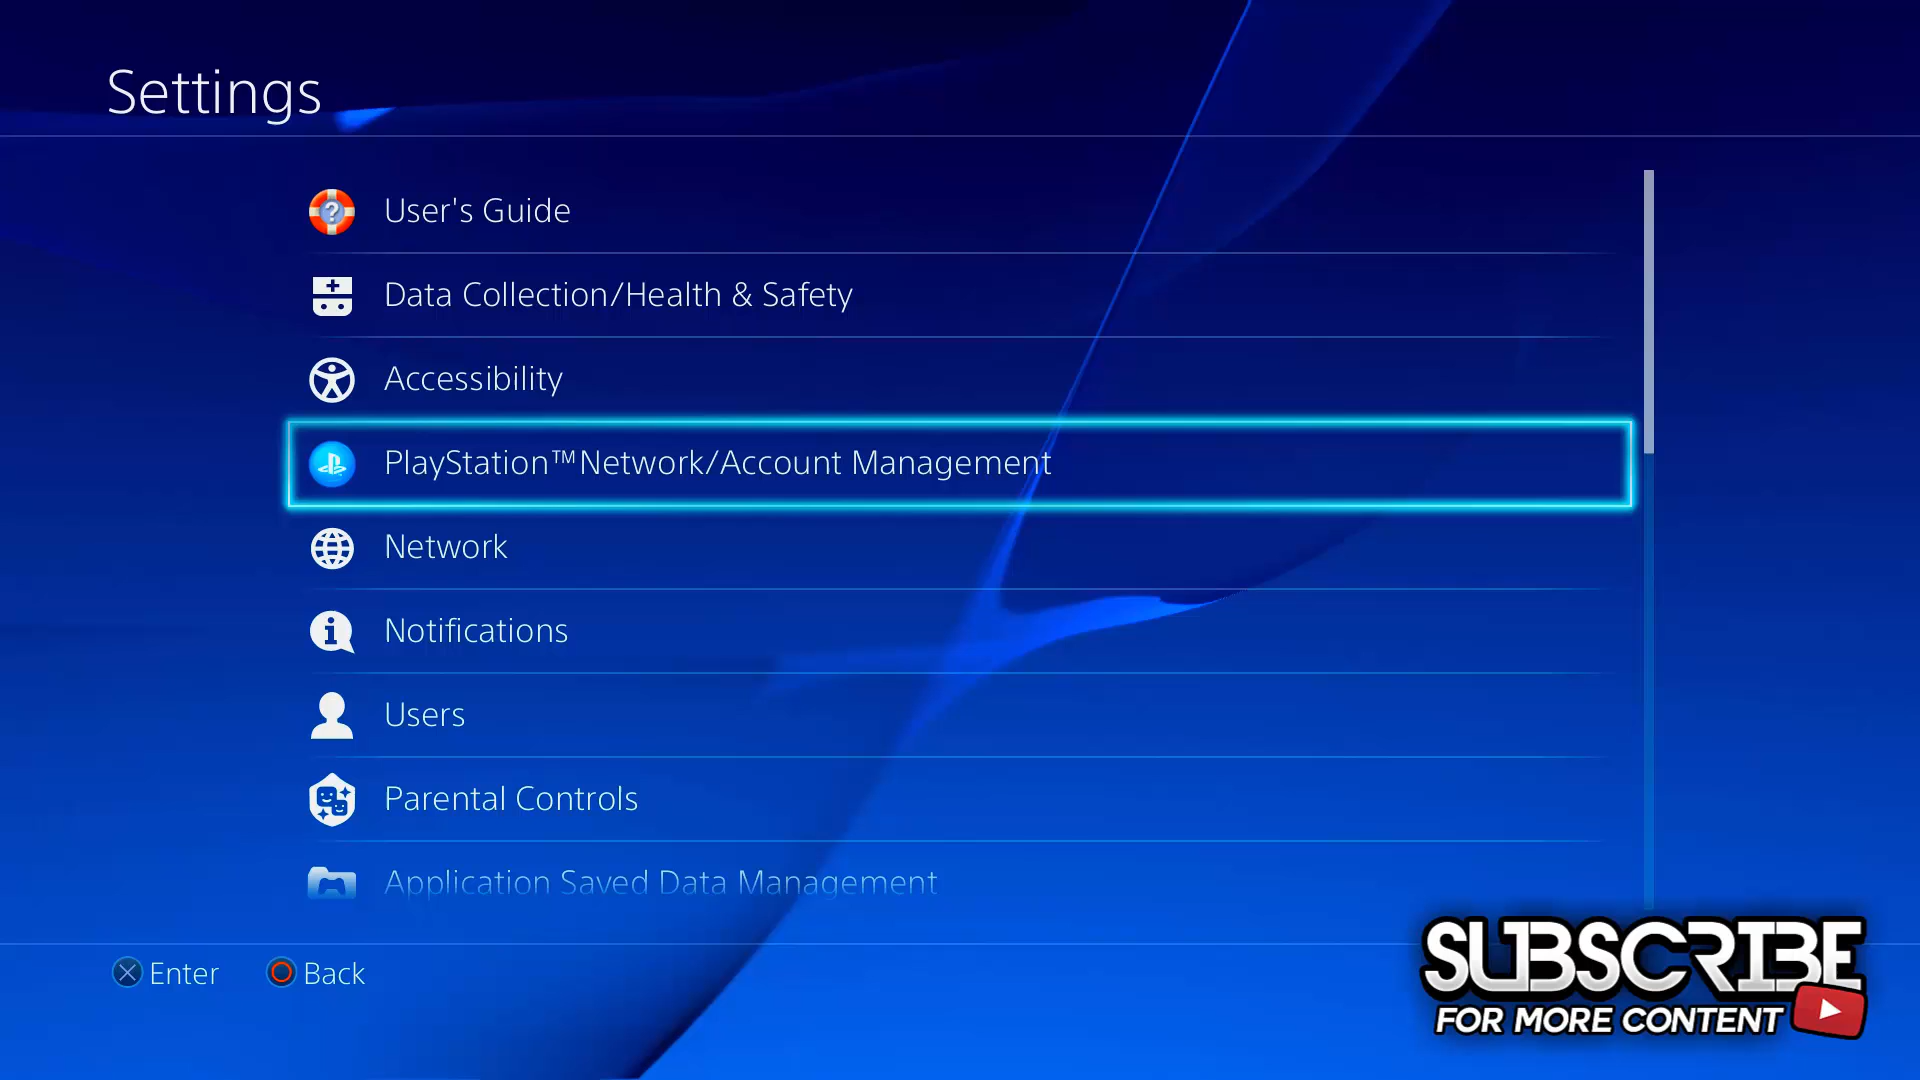 Settings
User's Guide
Data Collection/Health & Safety
Accessibility
PlayStation™Network/Account Management
Network
Notifications
Users
Parental Controls
Application Saved Data Management
Enter
Back
SUBSCRIBE
FOR MORE CONTENT